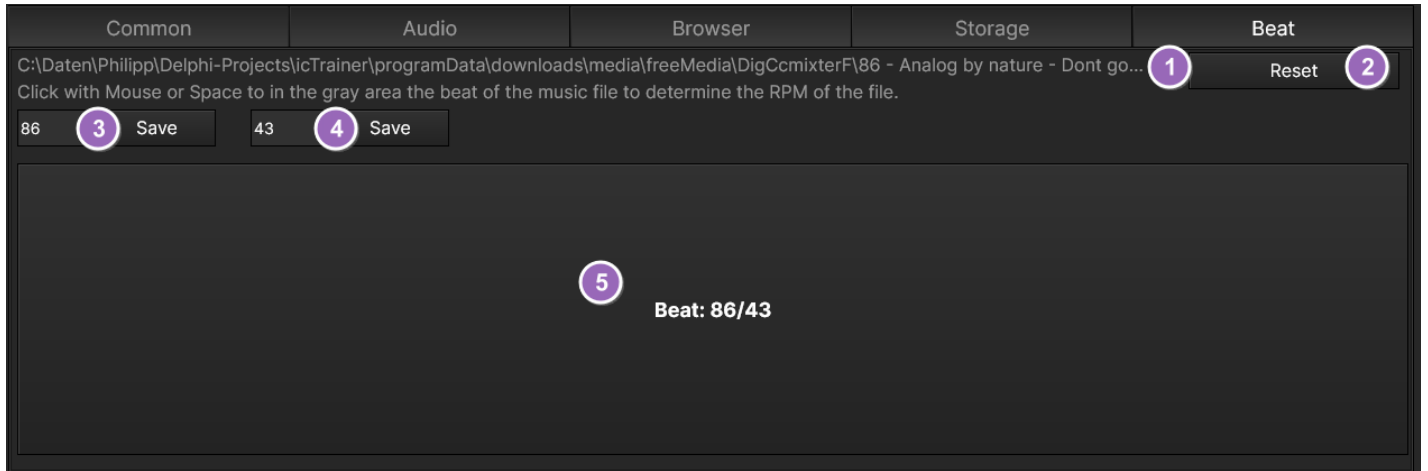 Common Audio Browser Storage Beat
C:\Daten\Philipp\Delphi-Projects\icTrainer\programData\downloads\media\freeMedia\DigCcmixterF\86 - Analog by nature - Dont go... 1 Reset 2
Click with Mouse or Space to in the gray area the beat of the music file to determine the RPM of the file.
86 3 Save 43 4 Save
5
Beat: 86/43